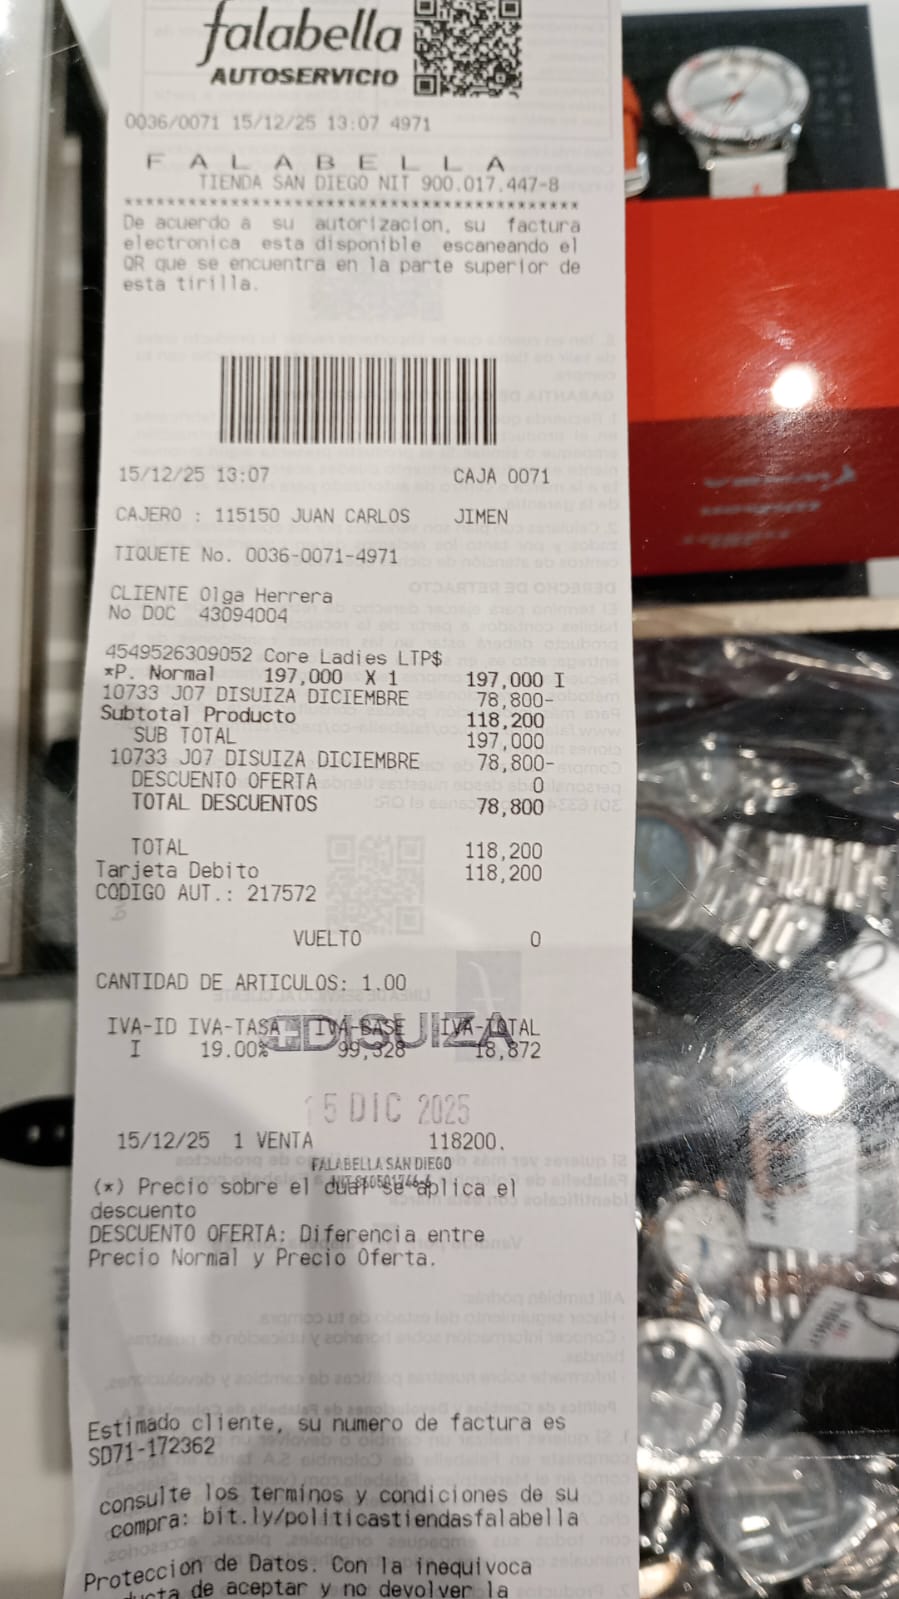 falabella
AUTOSERVICIO
0036/0071 15/12/25 13:07 4971
F A L A B E L L A
TIENDA SAN DIEGO NIT 900.017.447-8
******************************************
De acuerdo a su autorizacion, su factura
electronica esta disponible escaneando el
QR que se encuentra en la parte superior de
esta tirilla.
15/12/25 13:07 CAJA 0071
CAJERO : 115150 JUAN CARLOS JIMEN
TIQUETE No. 0036-0071-4971
CLIENTE Olga Herrera
No DOC 43094004
4549526309052 Core Ladies LTP$
*P. Normal 197,000 X 1 197,000 I
10733 J07 DISUIZA DICIEMBRE 78,800-
Subtotal Producto 118,200
SUB TOTAL 197,000
10733 J07 DISUIZA DICIEMBRE 78,800-
DESCUENTO OFERTA 0
TOTAL DESCUENTOS 78,800
TOTAL 118,200
Tarjeta Debito 118,200
CODIGO AUT.: 217572
VUELTO 0
CANTIDAD DE ARTICULOS: 1.00
IVA-ID IVA-TASA IVA-BASE IVA-TOTAL
I 19.00% 99,328 18,872
DISUIZA
15 DIC 2025
15/12/25 1 VENTA 118200.
FALABELLA SAN DIEGO
(*) Precio sobre el cual se aplica el
descuento
DESCUENTO OFERTA: Diferencia entre
Precio Normal y Precio Oferta.
Estimado cliente, su numero de factura es
SD71-172362
consulte los terminos y condiciones de su
compra: bit.ly/politicastiendasfalabella
Proteccion de Datos. Con la inequivoca
de aceptar y no devolver la